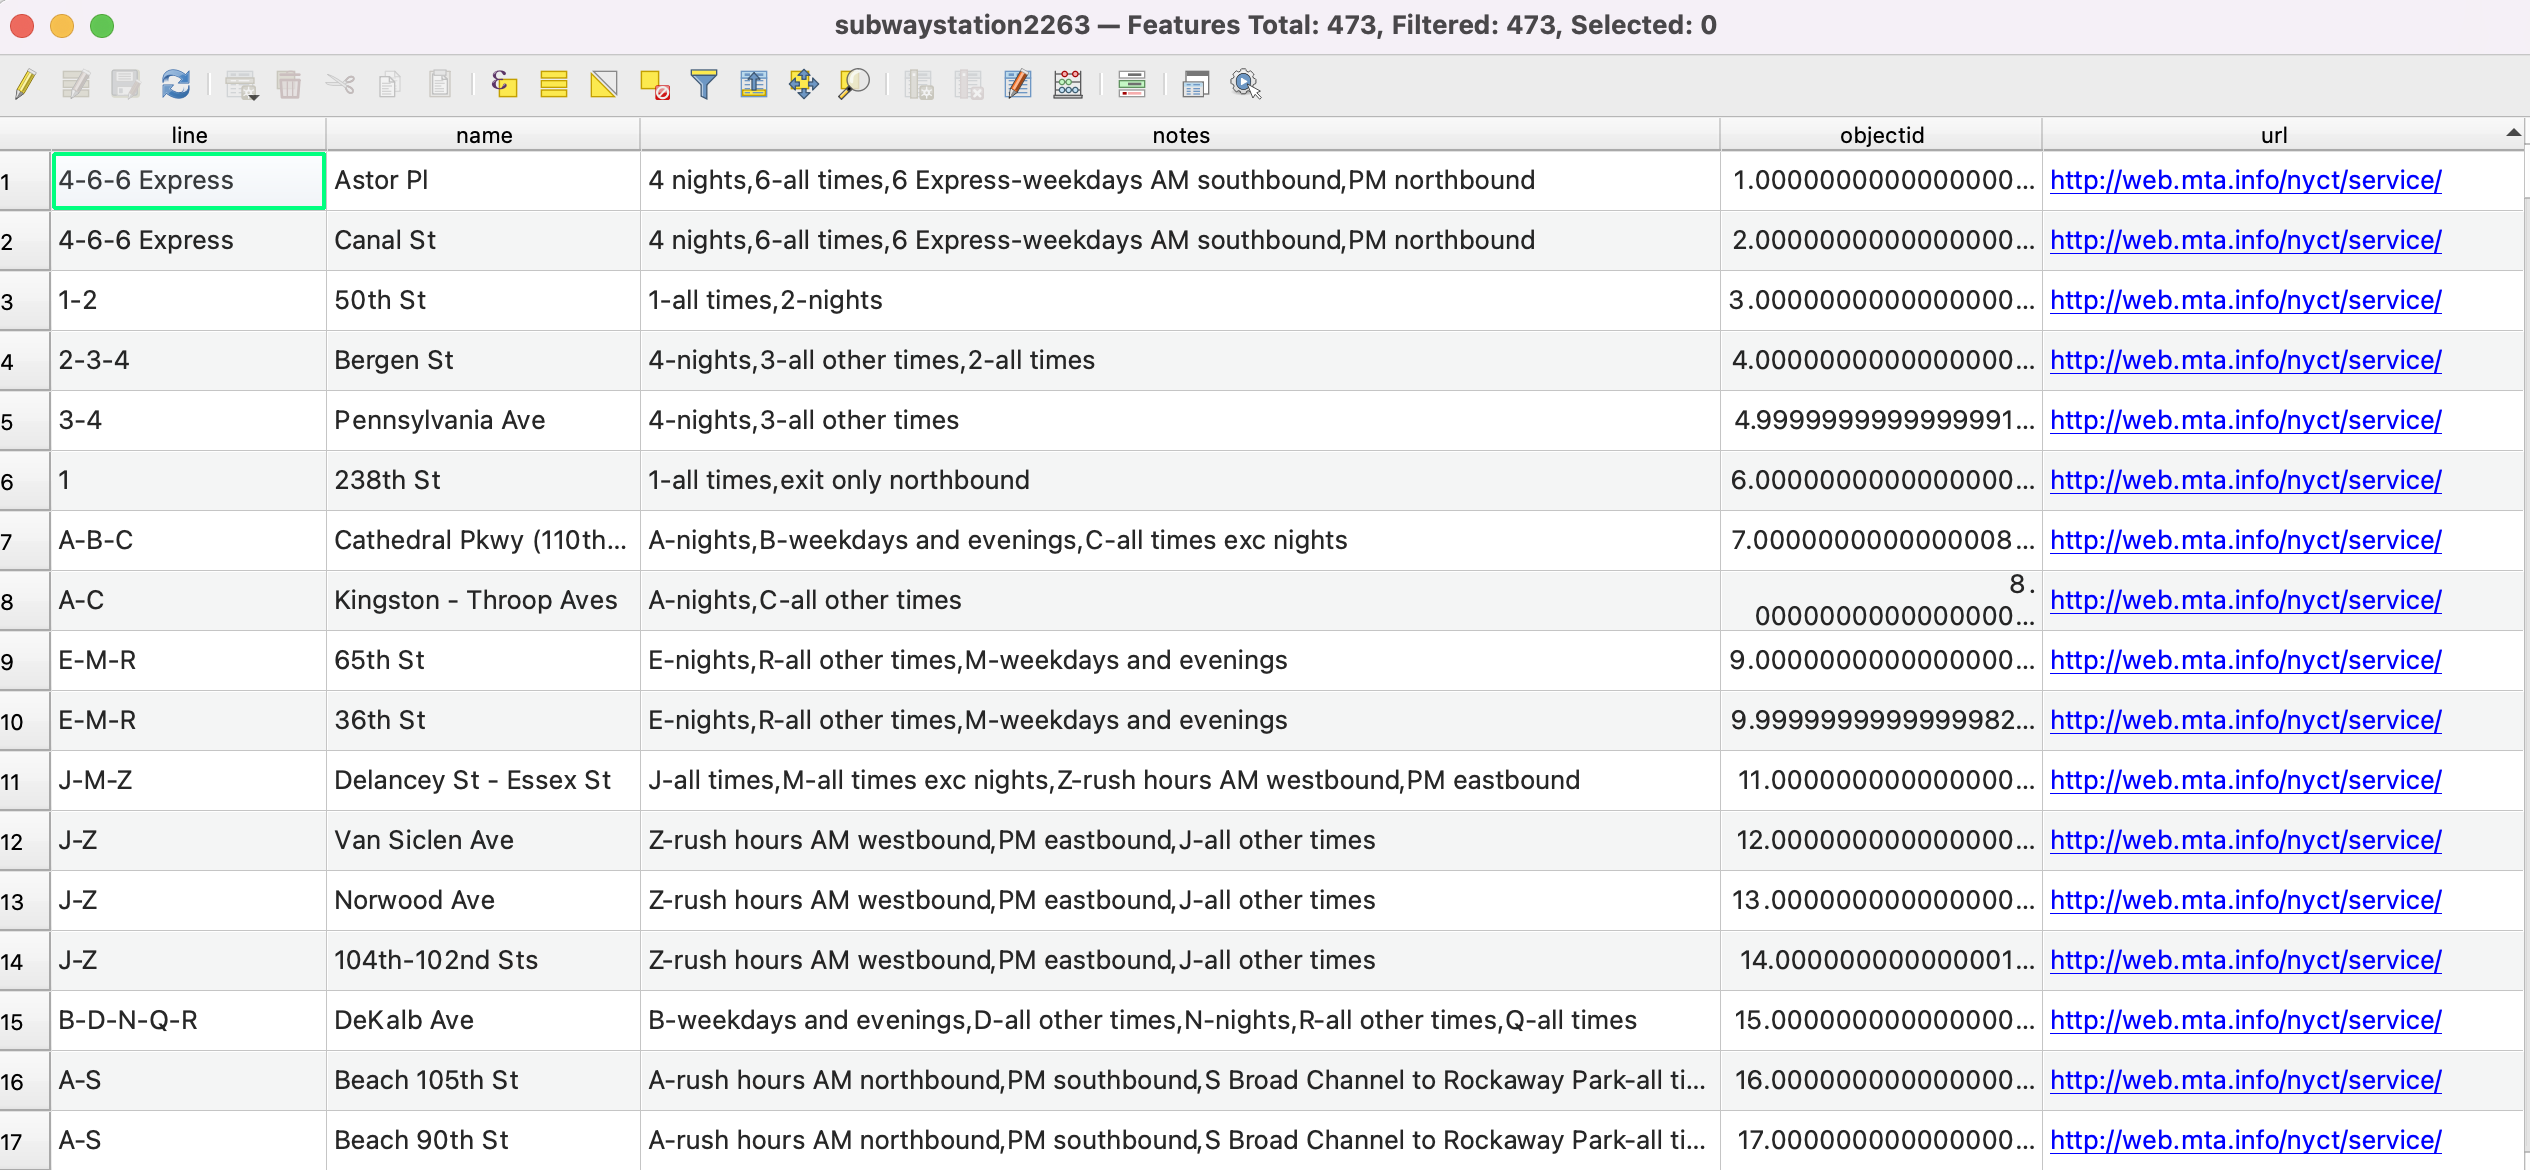 subwaystation2263 — Features Total: 473, Filtered: 473, Selected: 0
line name notes objectid url
1 4-6-6 Express Astor Pl 4 nights,6-all times,6 Express-weekdays AM southbound,PM northbound 1.0000000000000000… http://web.mta.info/nyct/service/
2 4-6-6 Express Canal St 4 nights,6-all times,6 Express-weekdays AM southbound,PM northbound 2.0000000000000000… http://web.mta.info/nyct/service/
3 1-2 50th St 1-all times,2-nights 3.0000000000000000… http://web.mta.info/nyct/service/
4 2-3-4 Bergen St 4-nights,3-all other times,2-all times 4.0000000000000000… http://web.mta.info/nyct/service/
5 3-4 Pennsylvania Ave 4-nights,3-all other times 4.9999999999999991… http://web.mta.info/nyct/service/
6 1 238th St 1-all times,exit only northbound 6.0000000000000000… http://web.mta.info/nyct/service/
7 A-B-C Cathedral Pkwy (110th… A-nights,B-weekdays and evenings,C-all times exc nights 7.0000000000000008… http://web.mta.info/nyct/service/
8 A-C Kingston - Throop Aves A-nights,C-all other times 8.
0000000000000000… http://web.mta.info/nyct/service/
9 E-M-R 65th St E-nights,R-all other times,M-weekdays and evenings 9.0000000000000000… http://web.mta.info/nyct/service/
10 E-M-R 36th St E-nights,R-all other times,M-weekdays and evenings 9.9999999999999982… http://web.mta.info/nyct/service/
11 J-M-Z Delancey St - Essex St J-all times,M-all times exc nights,Z-rush hours AM westbound,PM eastbound 11.000000000000000… http://web.mta.info/nyct/service/
12 J-Z Van Siclen Ave Z-rush hours AM westbound,PM eastbound,J-all other times 12.000000000000000… http://web.mta.info/nyct/service/
13 J-Z Norwood Ave Z-rush hours AM westbound,PM eastbound,J-all other times 13.000000000000000… http://web.mta.info/nyct/service/
14 J-Z 104th-102nd Sts Z-rush hours AM westbound,PM eastbound,J-all other times 14.000000000000001… http://web.mta.info/nyct/service/
15 B-D-N-Q-R DeKalb Ave B-weekdays and evenings,D-all other times,N-nights,R-all other times,Q-all times 15.000000000000000… http://web.mta.info/nyct/service/
16 A-S Beach 105th St A-rush hours AM northbound,PM southbound,S Broad Channel to Rockaway Park-all ti… 16.000000000000000… http://web.mta.info/nyct/service/
17 A-S Beach 90th St A-rush hours AM northbound,PM southbound,S Broad Channel to Rockaway Park-all ti… 17.000000000000000… http://web.mta.info/nyct/service/